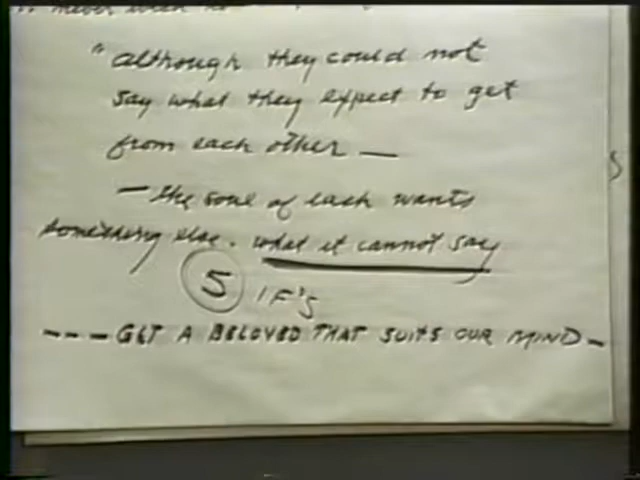 "although they could not
say what they expect to get
from each other —
— the soul of each wants
something else. what it cannot say
5 IF'S
--- GET A BELOVED THAT SUITS OUR MIND -